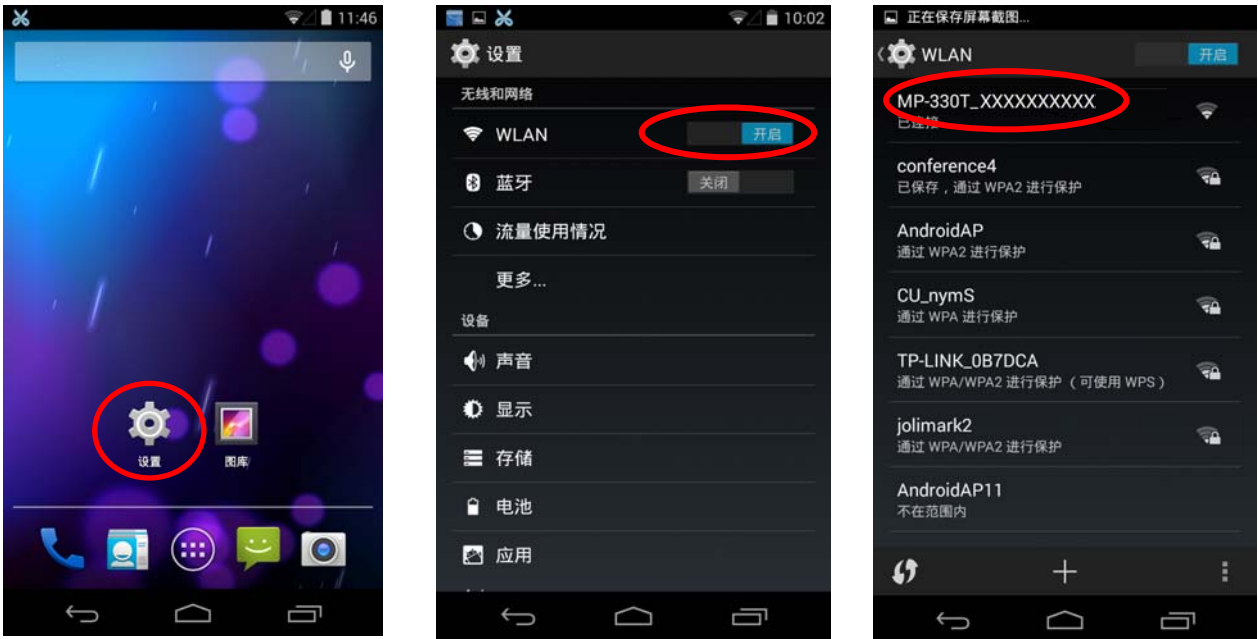 11:46
设置
图库
10:02
设置
无线和网络
WLAN
开启
蓝牙
关闭
流量使用情况
更多...
设备
声音
显示
存储
电池
应用
正在保存屏幕截图...
WLAN
开启
MP-330T_XXXXXXXXXX
已连接
conference4
已保存，通过 WPA2 进行保护
AndroidAP
通过 WPA2 进行保护
CU_nymS
通过 WPA 进行保护
TP-LINK_0B7DCA
通过 WPA/WPA2 进行保护 （可使用 WPS）
jolimark2
通过 WPA/WPA2 进行保护
AndroidAP11
不在范围内